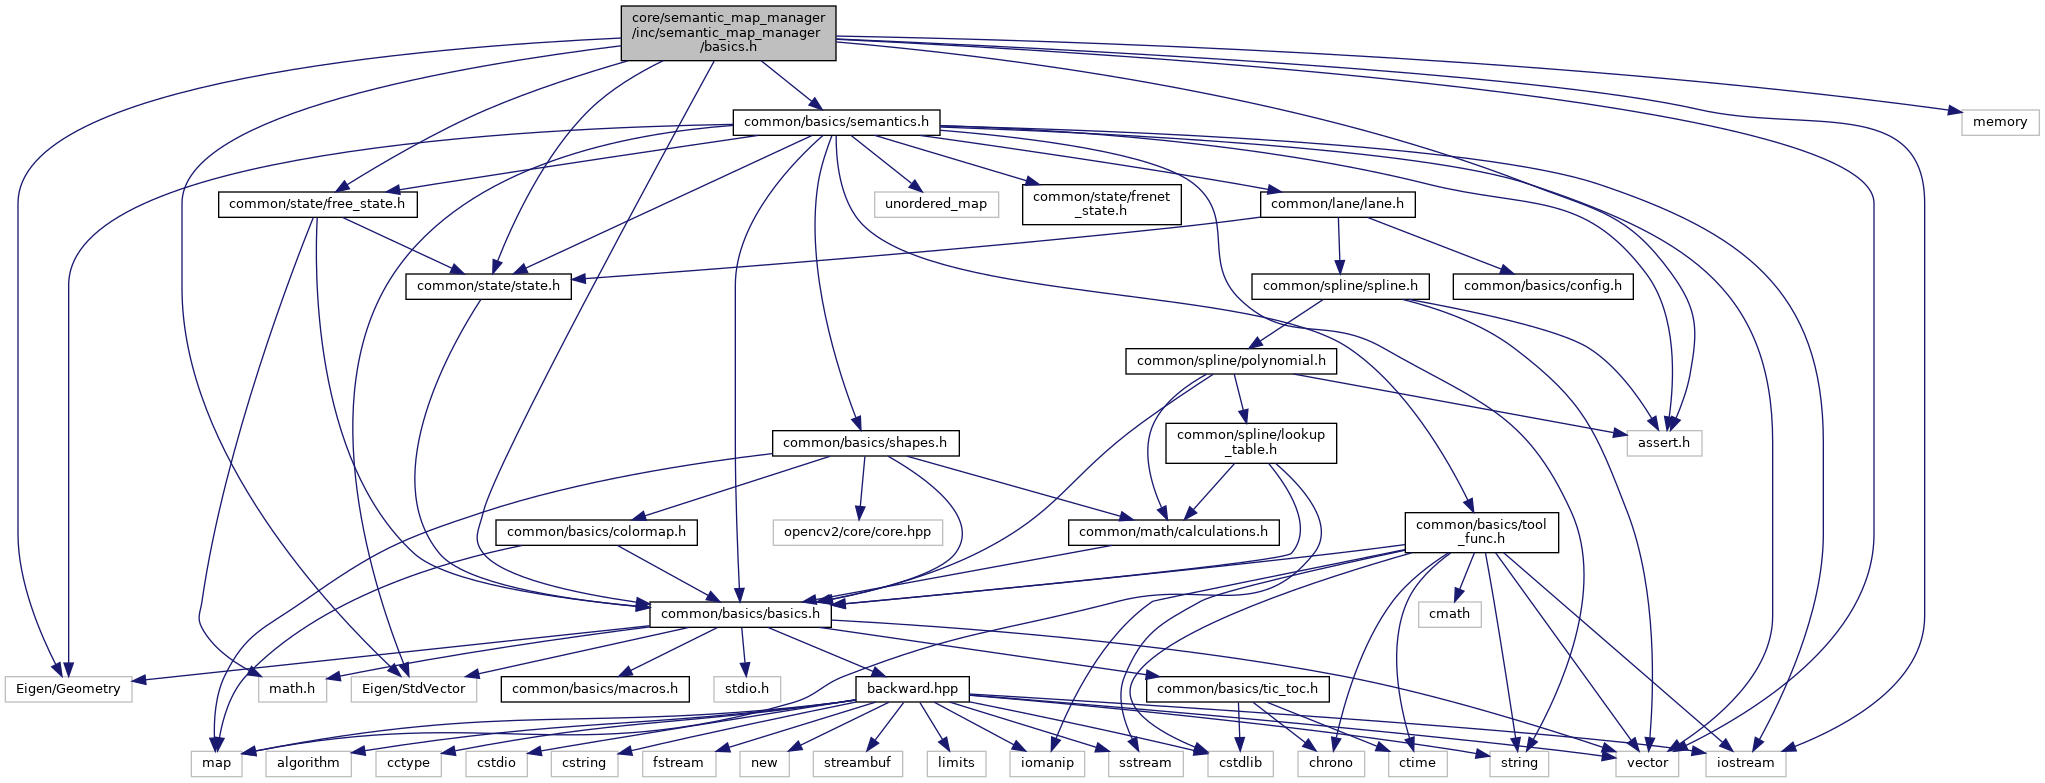 core/semantic_map_manager
/inc/semantic_map_manager
/basics.h
common/basics/semantics.h
memory
common/state/free_state.h
unordered_map
common/state/frenet
_state.h
common/lane/lane.h
common/state/state.h
common/spline/spline.h
common/basics/config.h
common/spline/polynomial.h
common/basics/shapes.h
common/spline/lookup
_table.h
assert.h
common/basics/colormap.h
opencv2/core/core.hpp
common/math/calculations.h
common/basics/tool
_func.h
common/basics/basics.h
cmath
Eigen/Geometry
math.h
Eigen/StdVector
common/basics/macros.h
stdio.h
backward.hpp
common/basics/tic_toc.h
map
algorithm
cctype
cstdio
cstring
fstream
new
streambuf
limits
iomanip
sstream
cstdlib
chrono
ctime
string
vector
iostream